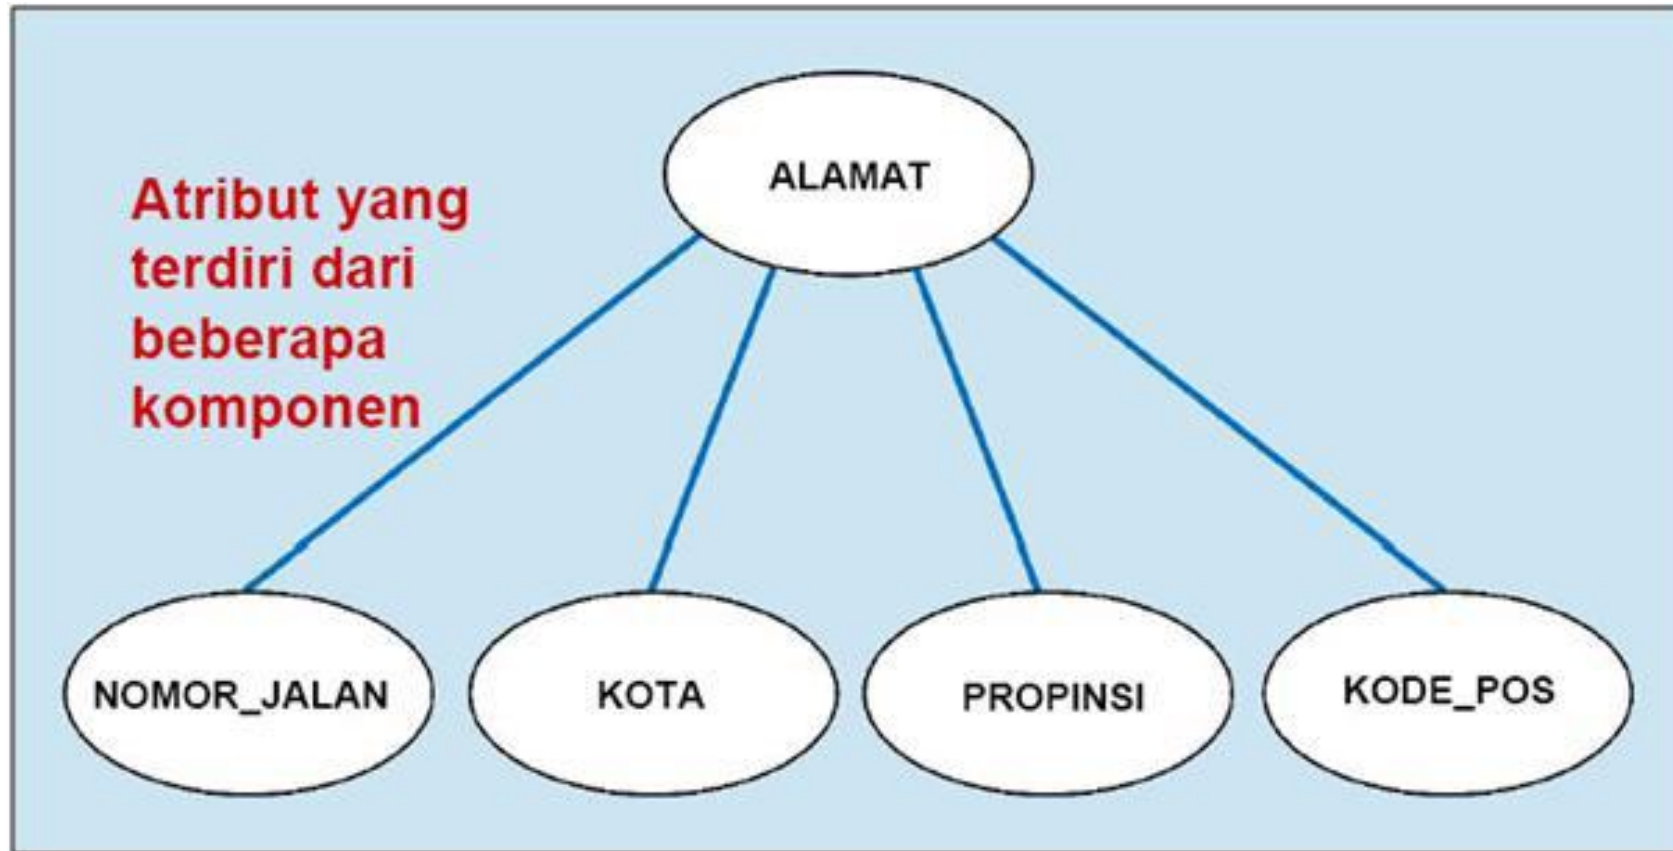 ALAMAT
Atribut yang
terdiri dari
beberapa
komponen
NOMOR_JALAN
KOTA
PROPINSI
KODE_POS